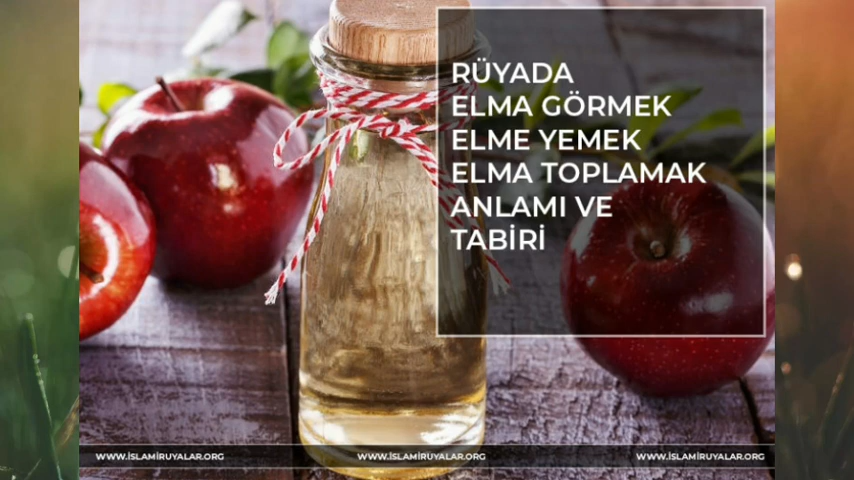 RÜYADA
ELMA GÖRMEK
ELME YEMEK
ELMA TOPLAMAK
ANLAMI VE
TABİRİ
WWW.İSLAMİRUYALAR.ORG WWW.İSLAMİRUYALAR.ORG WWW.İSLAMİRUYALAR.ORG